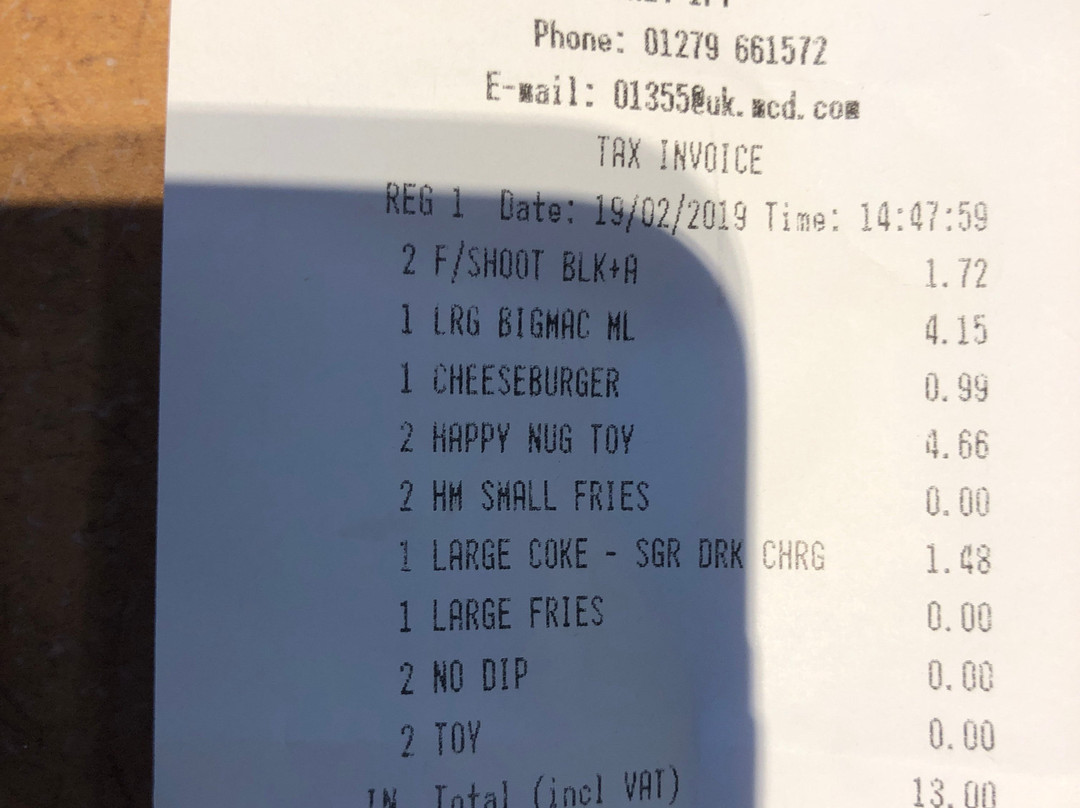 Phone: 01279 661572
E-mail: 01355@uk.mcd.com
TAX INVOICE
REG 1 Date: 19/02/2019 Time: 14:47:59
2 F/SHOOT BLK+A 1.72
1 LRG BIGMAC ML 4.15
1 CHEESEBURGER 0.99
2 HAPPY NUG TOY 4.66
2 HM SMALL FRIES 0.00
1 LARGE COKE - SGR DRK CHRG 1.48
1 LARGE FRIES 0.00
2 NO DIP 0.00
2 TOY 0.00
IN Total (incl VAT) 13.00